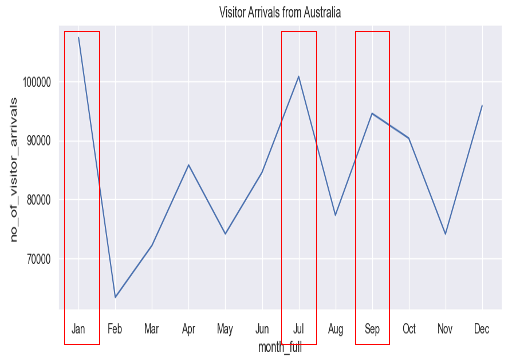 Visitor Arrivals from Australia
100000
90000
80000
70000
no_of_visitor_arrivals
Jan Feb Mar Apr May Jun Jul Aug Sep Oct Nov Dec
month_full